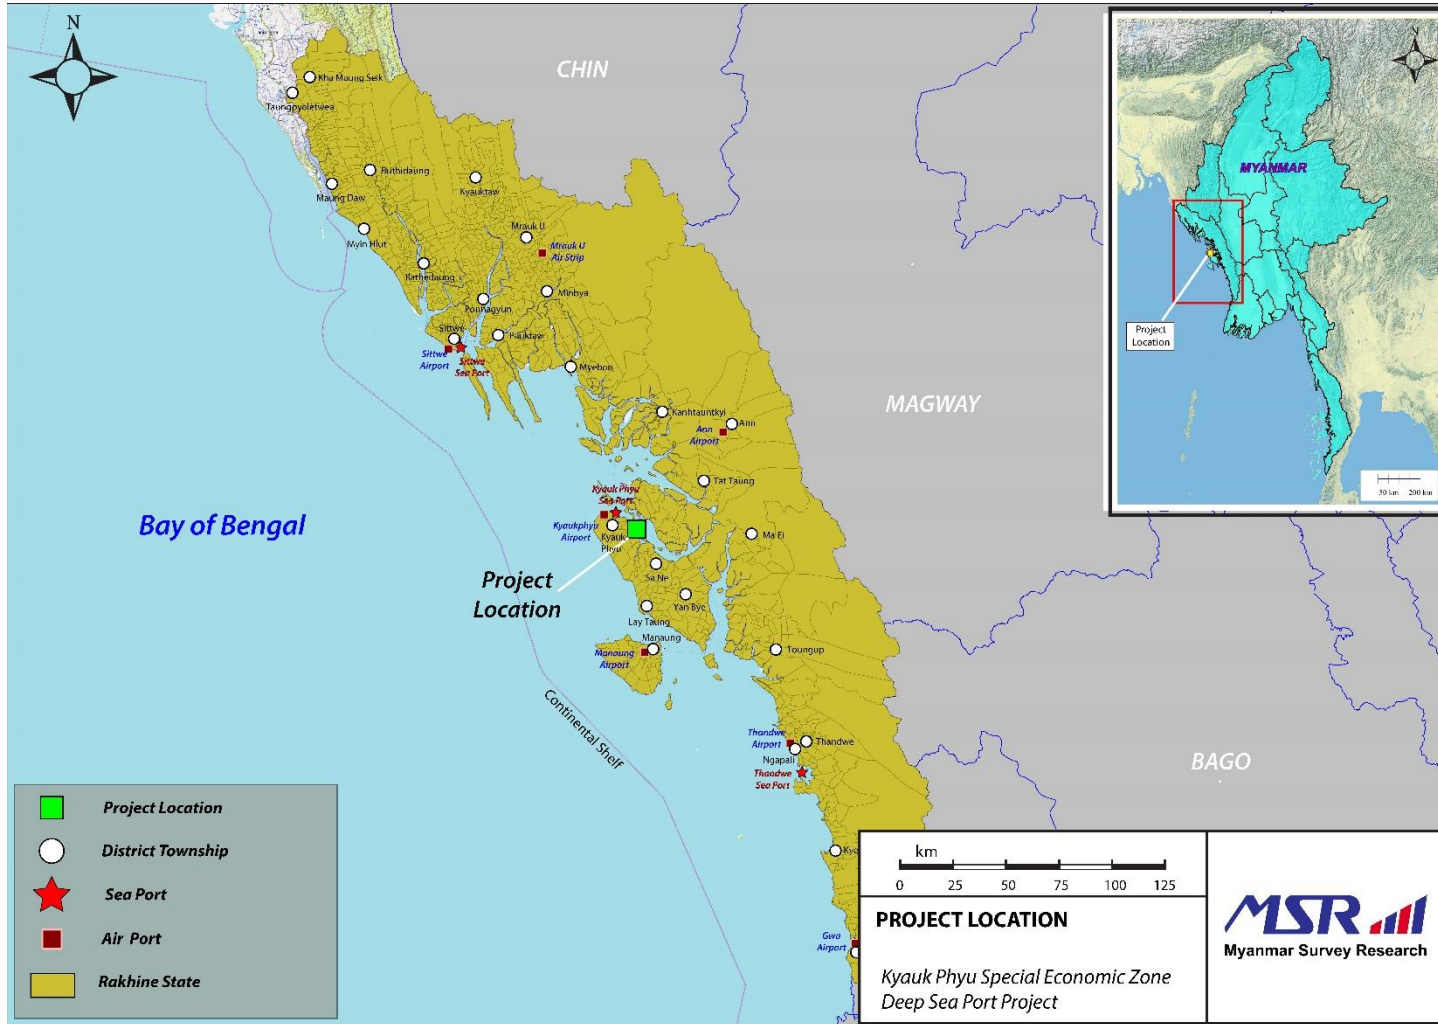 N
CHIN
Kha Maung Seik
Taungpyoletwea
Buthidaung
Kyauktaw
Maung Daw
Myin Hlut
Mrauk U
Mrauk U
Air Strip
Rathedaung
Minbya
Ponnagyun
Sittwe
Pauktaw
Sittwe
Airport
Sittwe
Sea Port
Myebon
MAGWAY
Kanhtauntkyi
Ann
Ann
Airport
Tat Taung
Kyauk Phyu
Sea Port
Kyaukphyu
Airport
Kyauk
Phyu
Ma Ei
Bay of Bengal
Project
Location
Sa Ne
Yan Bye
Lay Taung
Manaung
Manaung
Airport
Toungup
Continental Shelf
Thandwe
Airport
Thandwe
Ngapali
Thandwe
Sea Port
BAGO
Gwa
Airport
MYANMAR
Project
Location
50 km 200 km
Project Location
District Township
Sea Port
Air Port
Rakhine State
km
0 25 50 75 100 125
PROJECT LOCATION
Kyauk Phyu Special Economic Zone
Deep Sea Port Project
MSR
Myanmar Survey Research